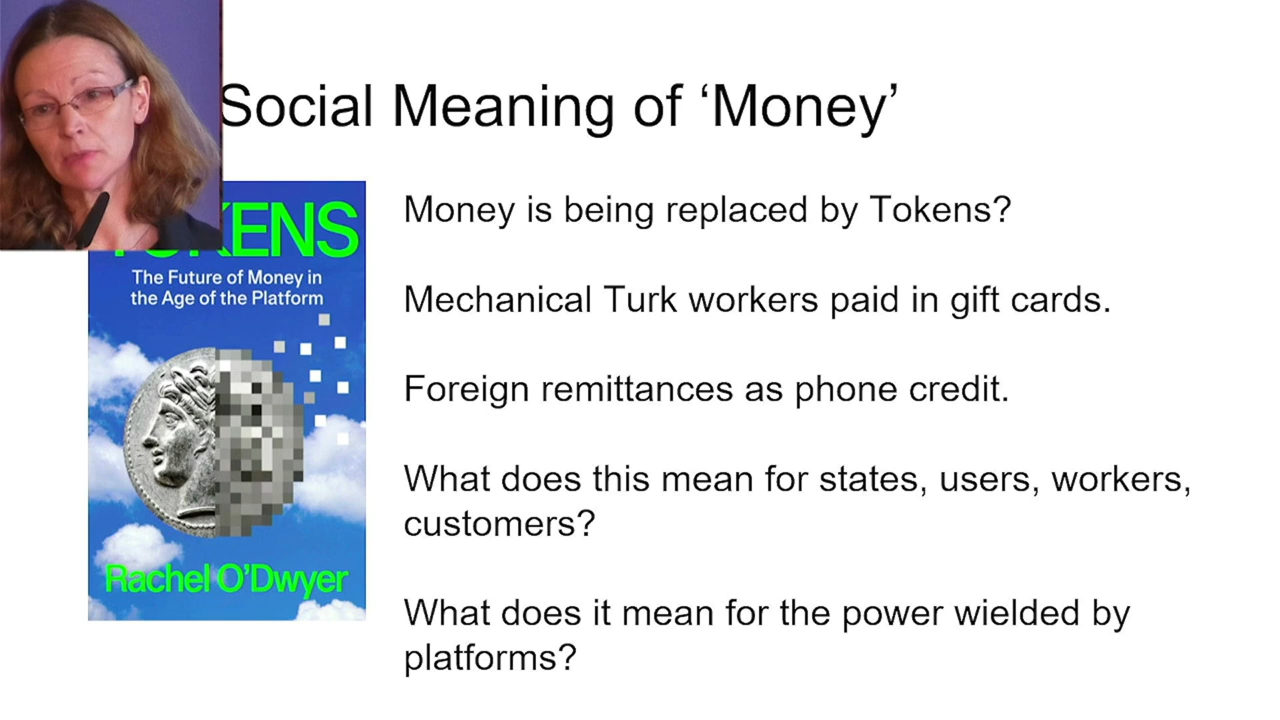 Social Meaning of ‘Money’
KENS
The Future of Money in
the Age of the Platform
Rachel O’Dwyer
Money is being replaced by Tokens?
Mechanical Turk workers paid in gift cards.
Foreign remittances as phone credit.
What does this mean for states, users, workers,
customers?
What does it mean for the power wielded by
platforms?